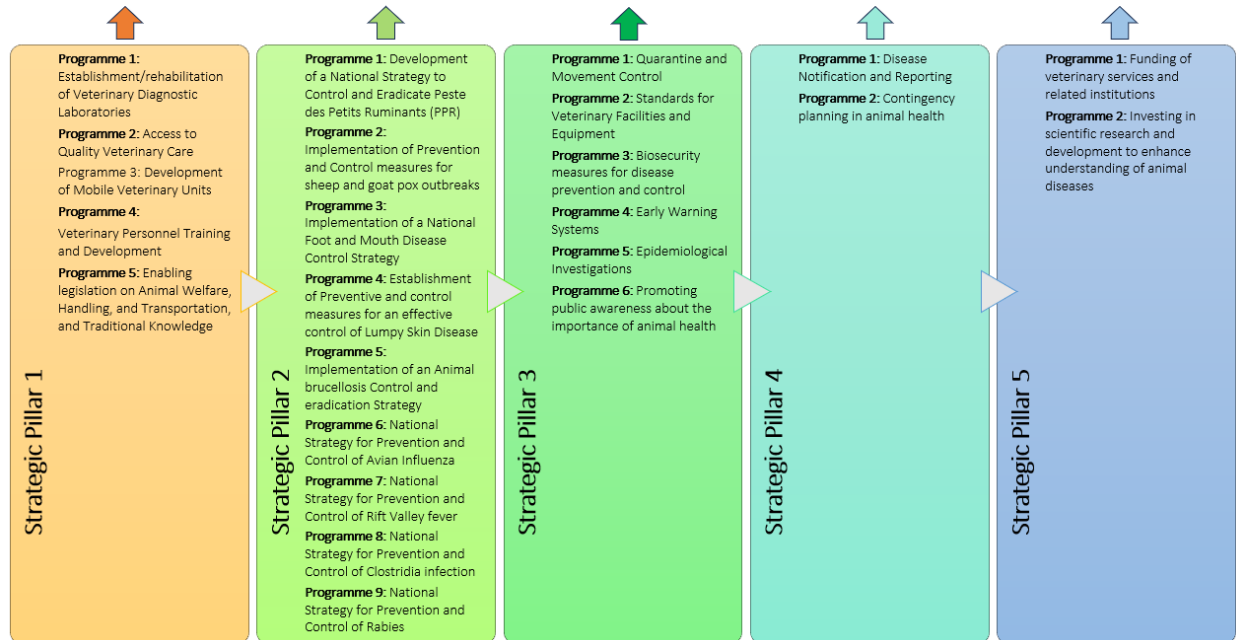 Strategic Pillar 1
Programme 1:
Establishment/rehabilitation
of Veterinary Diagnostic
Laboratories
Programme 2: Access to
Quality Veterinary Care
Programme 3: Development
of Mobile Veterinary Units
Programme 4:
Veterinary Personnel Training
and Development
Programme 5: Enabling
legislation on Animal Welfare,
Handling, and Transportation,
and Traditional Knowledge
Strategic Pillar 2
Programme 1: Development
of a National Strategy to
Control and Eradicate Peste
des Petits Ruminants (PPR)
Programme 2:
Implementation of Prevention
and Control measures for
sheep and goat pox outbreaks
Programme 3:
Implementation of a National
Foot and Mouth Disease
Control Strategy
Programme 4: Establishment
of Preventive and control
measures for an effective
control of Lumpy Skin Disease
Programme 5:
Implementation of an Animal
brucellosis Control and
eradication Strategy
Programme 6: National
Strategy for Prevention and
Control of Avian Influenza
Programme 7: National
Strategy for Prevention and
Control of Rift Valley fever
Programme 8: National
Strategy for Prevention and
Control of Clostridia infection
Programme 9: National
Strategy for Prevention and
Control of Rabies
Strategic Pillar 3
Programme 1: Quarantine and
Movement Control
Programme 2: Standards for
Veterinary Facilities and
Equipment
Programme 3: Biosecurity
measures for disease
prevention and control
Programme 4: Early Warning
Systems
Programme 5: Epidemiological
Investigations
Programme 6: Promoting
public awareness about the
importance of animal health
Strategic Pillar 4
Programme 1: Disease
Notification and Reporting
Programme 2: Contingency
planning in animal health
Strategic Pillar 5
Programme 1: Funding of
veterinary services and
related institutions
Programme 2: Investing in
scientific research and
development to enhance
understanding of animal
diseases